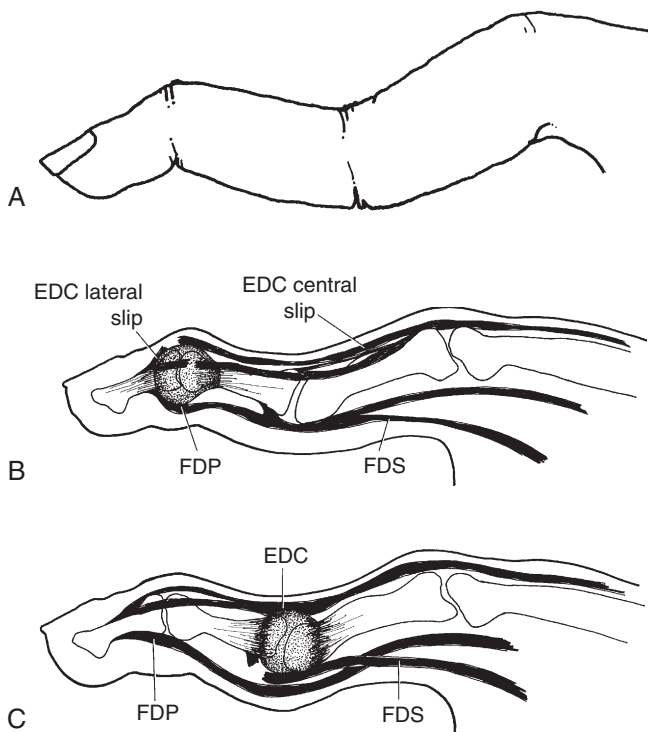 A
EDC lateral
slip
EDC central
slip
FDP
FDS
B
EDC
FDP
FDS
C